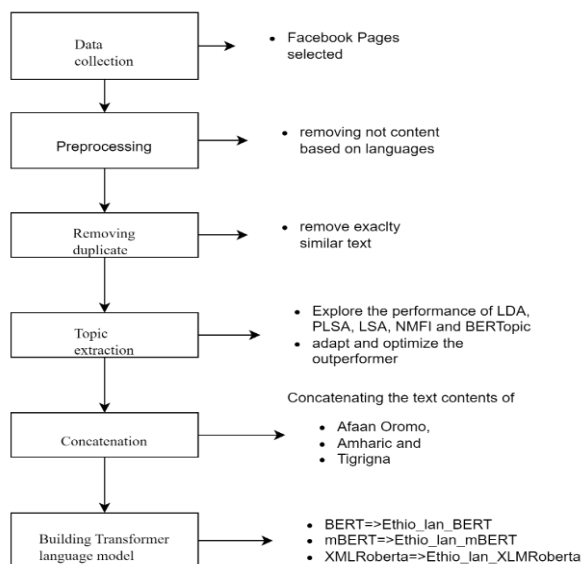 Data
collection
Facebook Pages
selected
Preprocessing
removing not content
based on languages
Removing
duplicate
remove exaclty
similar text
Topic
extraction
Explore the performance of LDA,
PLSA, LSA, NMFI and BERTopic
adapt and optimize the
outperformer
Concatenation
Concatenating the text contents of
Afaan Oromo,
Amharic and
Tigrigna
Building Transformer
language model
BERT=>Ethio_lan_BERT
mBERT=>Ethio_lan_mBERT
XMLRoberta=>Ethio_lan_XLMRoberta